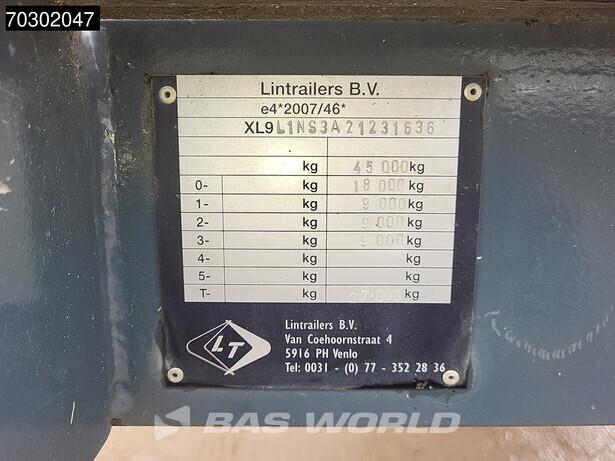 70302047
Lintrailers B.V.
e4*2007/46*
XL9L1NS3A21231636
kg 45 000kg
0- kg 18 000kg
1- kg 9 000kg
2- kg 9 000kg
3- kg 9 000kg
4- kg kg
5- kg kg
T- kg 27 000kg
LT
Lintrailers B.V.
Van Coehoornstraat 4
5916 PH Venlo
Tel: 0031 - (0) 77 - 352 28 36
BAS WORLD